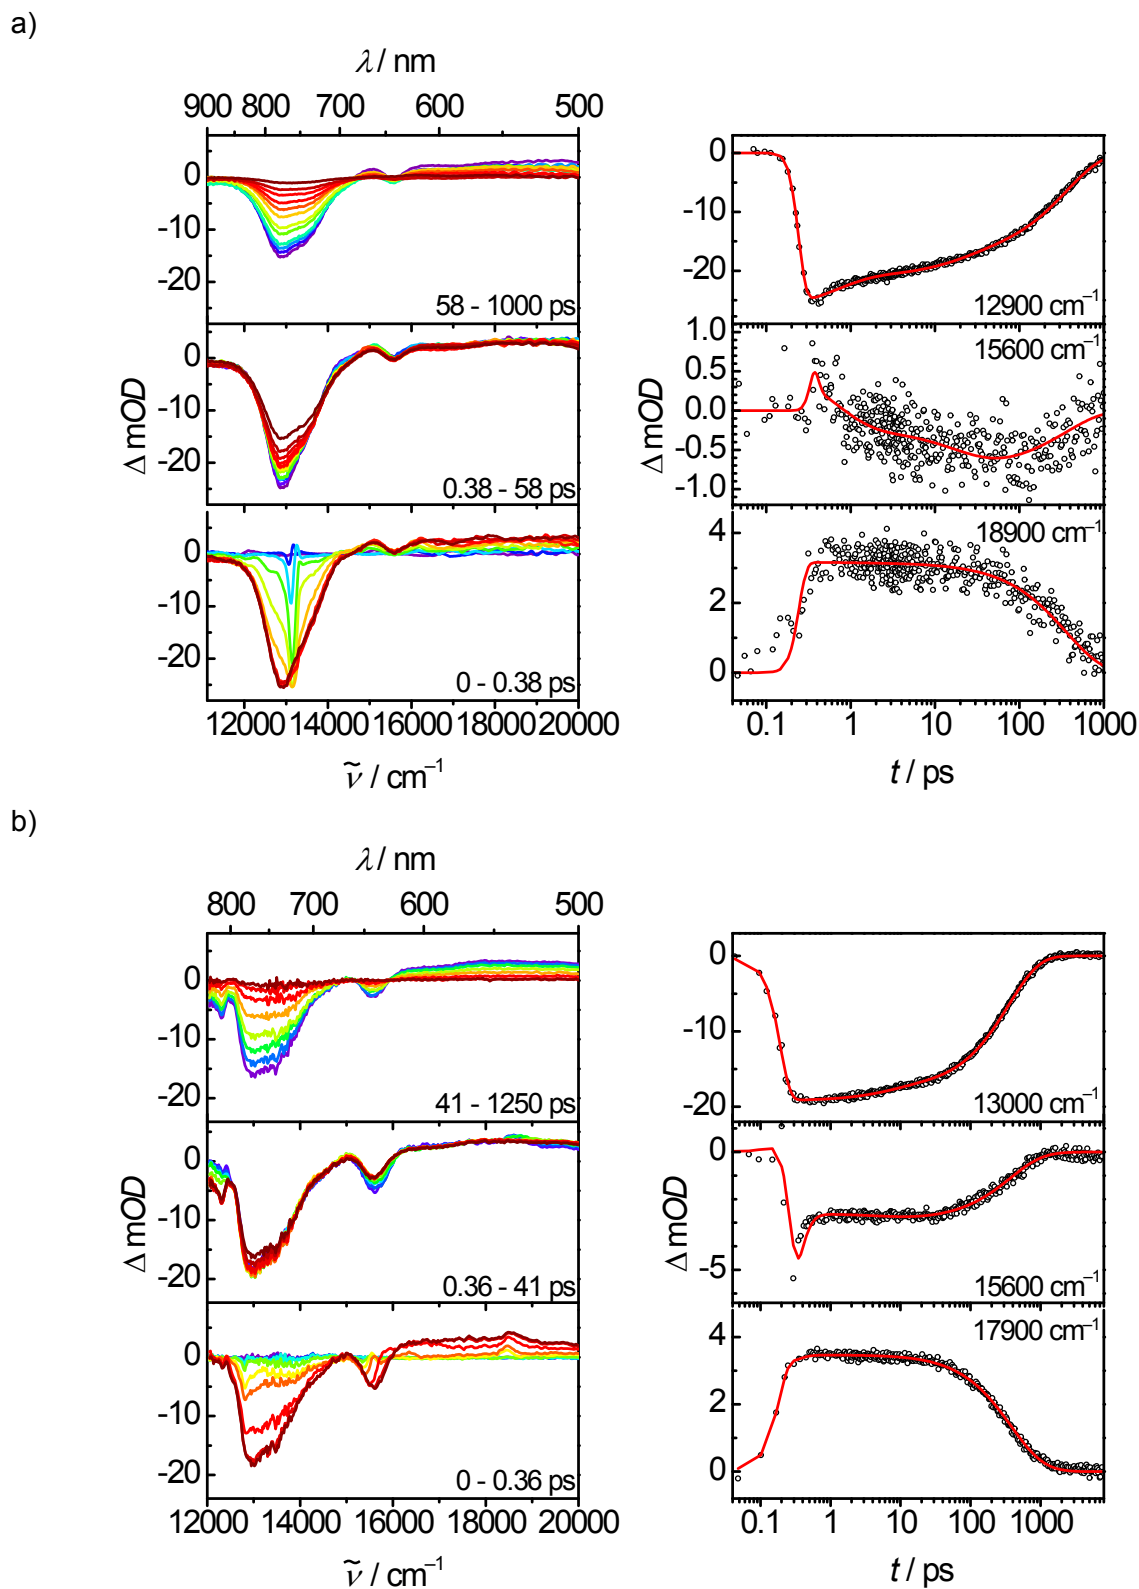 a)
λ / nm
900 800 700 600 500
0
-10
-20
58 - 1000 ps
0
-10
-20
0.38 - 58 ps
0
-10
-20
0 - 0.38 ps
Δ mOD
12000 14000 16000 18000 20000
ṽ / cm⁻¹
0
-10
-20
12900 cm⁻¹
1.0
0.5
0.0
-0.5
-1.0
15600 cm⁻¹
4
2
0
18900 cm⁻¹
Δ mOD
0.1 1 10 100 1000
t / ps
b)
λ / nm
800 700 600 500
0
-10
-20
41 - 1250 ps
0
-10
-20
0.36 - 41 ps
0
-10
-20
0 - 0.36 ps
Δ mOD
12000 14000 16000 18000 20000
ṽ / cm⁻¹
0
-10
-20
13000 cm⁻¹
0
-5
15600 cm⁻¹
4
2
0
17900 cm⁻¹
Δ mOD
0.1 1 10 100 1000
t / ps